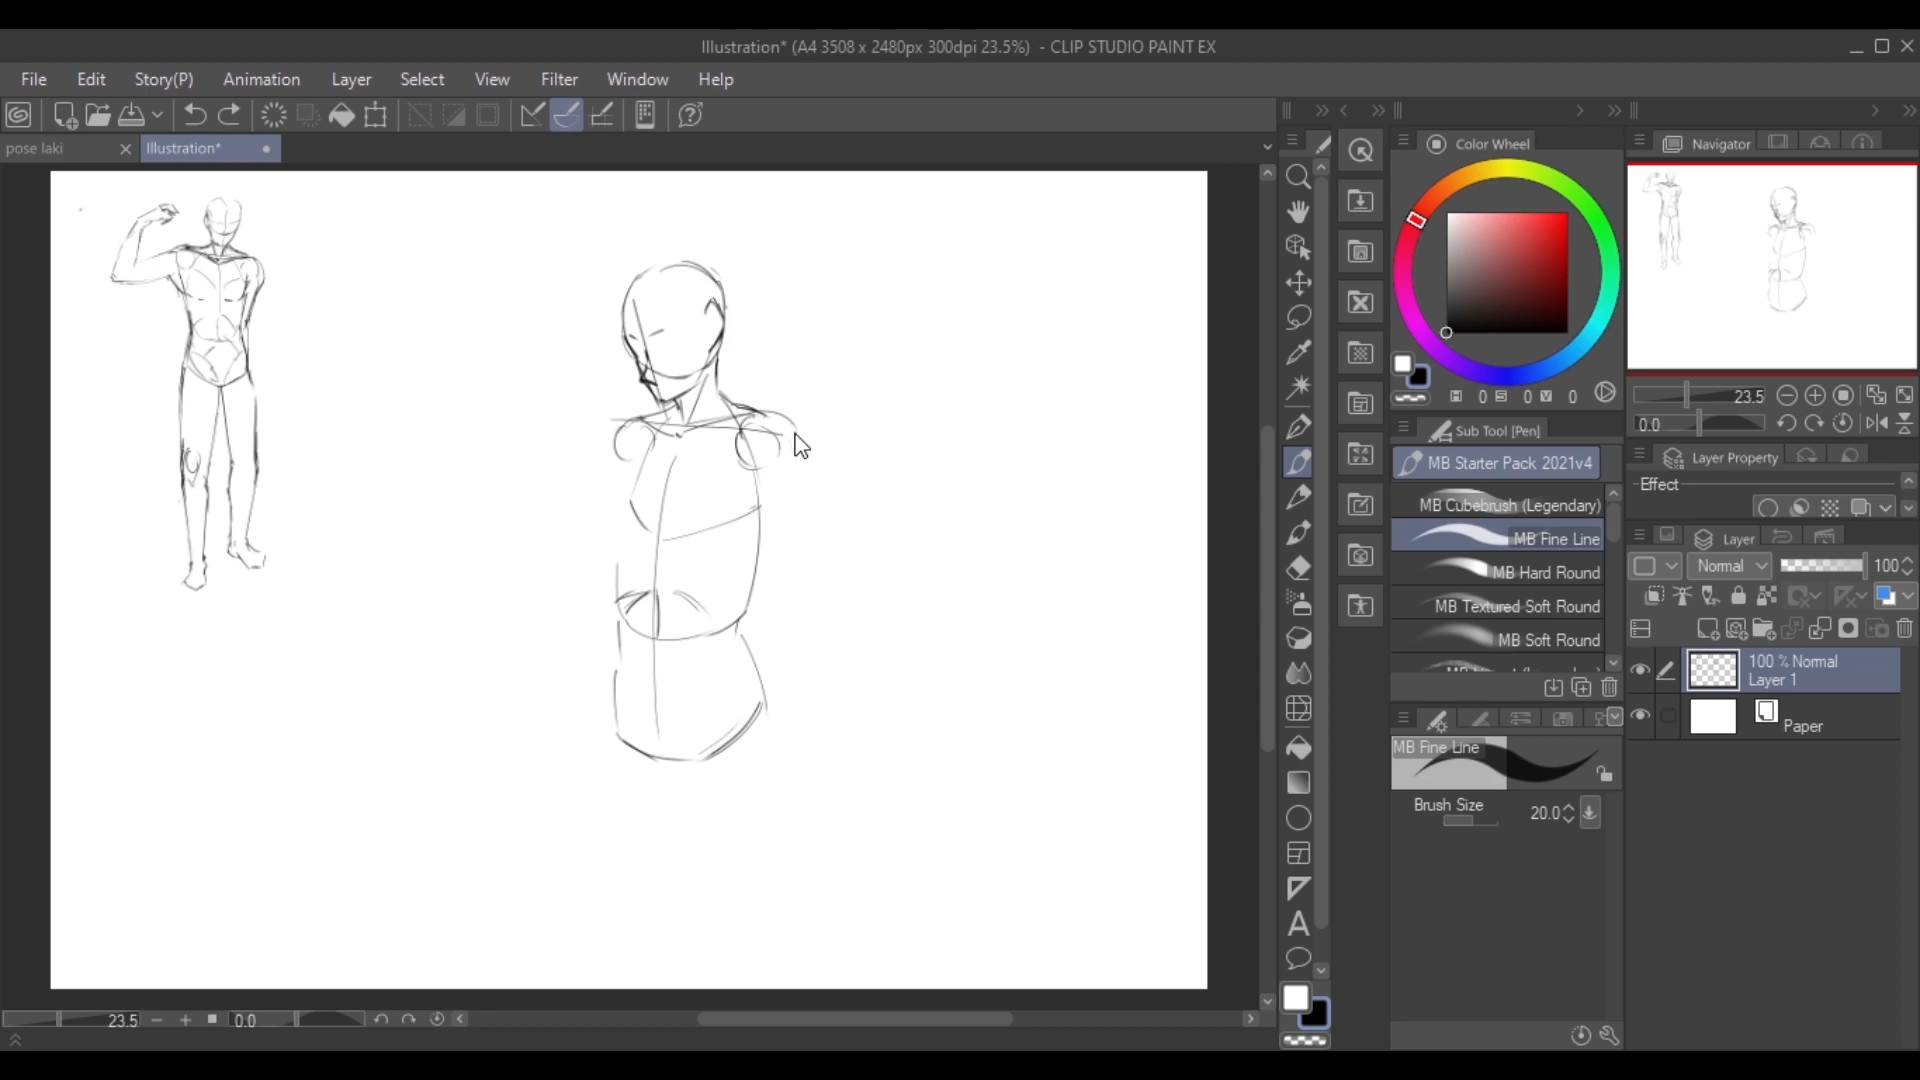 Illustration* (A4 3508 x 2480px 300dpi 23.5%) - CLIP STUDIO PAINT EX
File Edit Story(P) Animation Layer Select View Filter Window Help
pose laki
Illustration*
Color Wheel
H 0 S 0 V 0
Sub Tool [Pen]
MB Starter Pack 2021v4
MB Cubebrush (Legendary)
MB Fine Line
MB Hard Round
MB Textured Soft Round
MB Soft Round
MB Fine Line
Brush Size 20.0
Navigator
23.5
0.0
Layer Property
Effect
Layer
Normal 100
100 % Normal
Layer 1
Paper
23.5 0.0